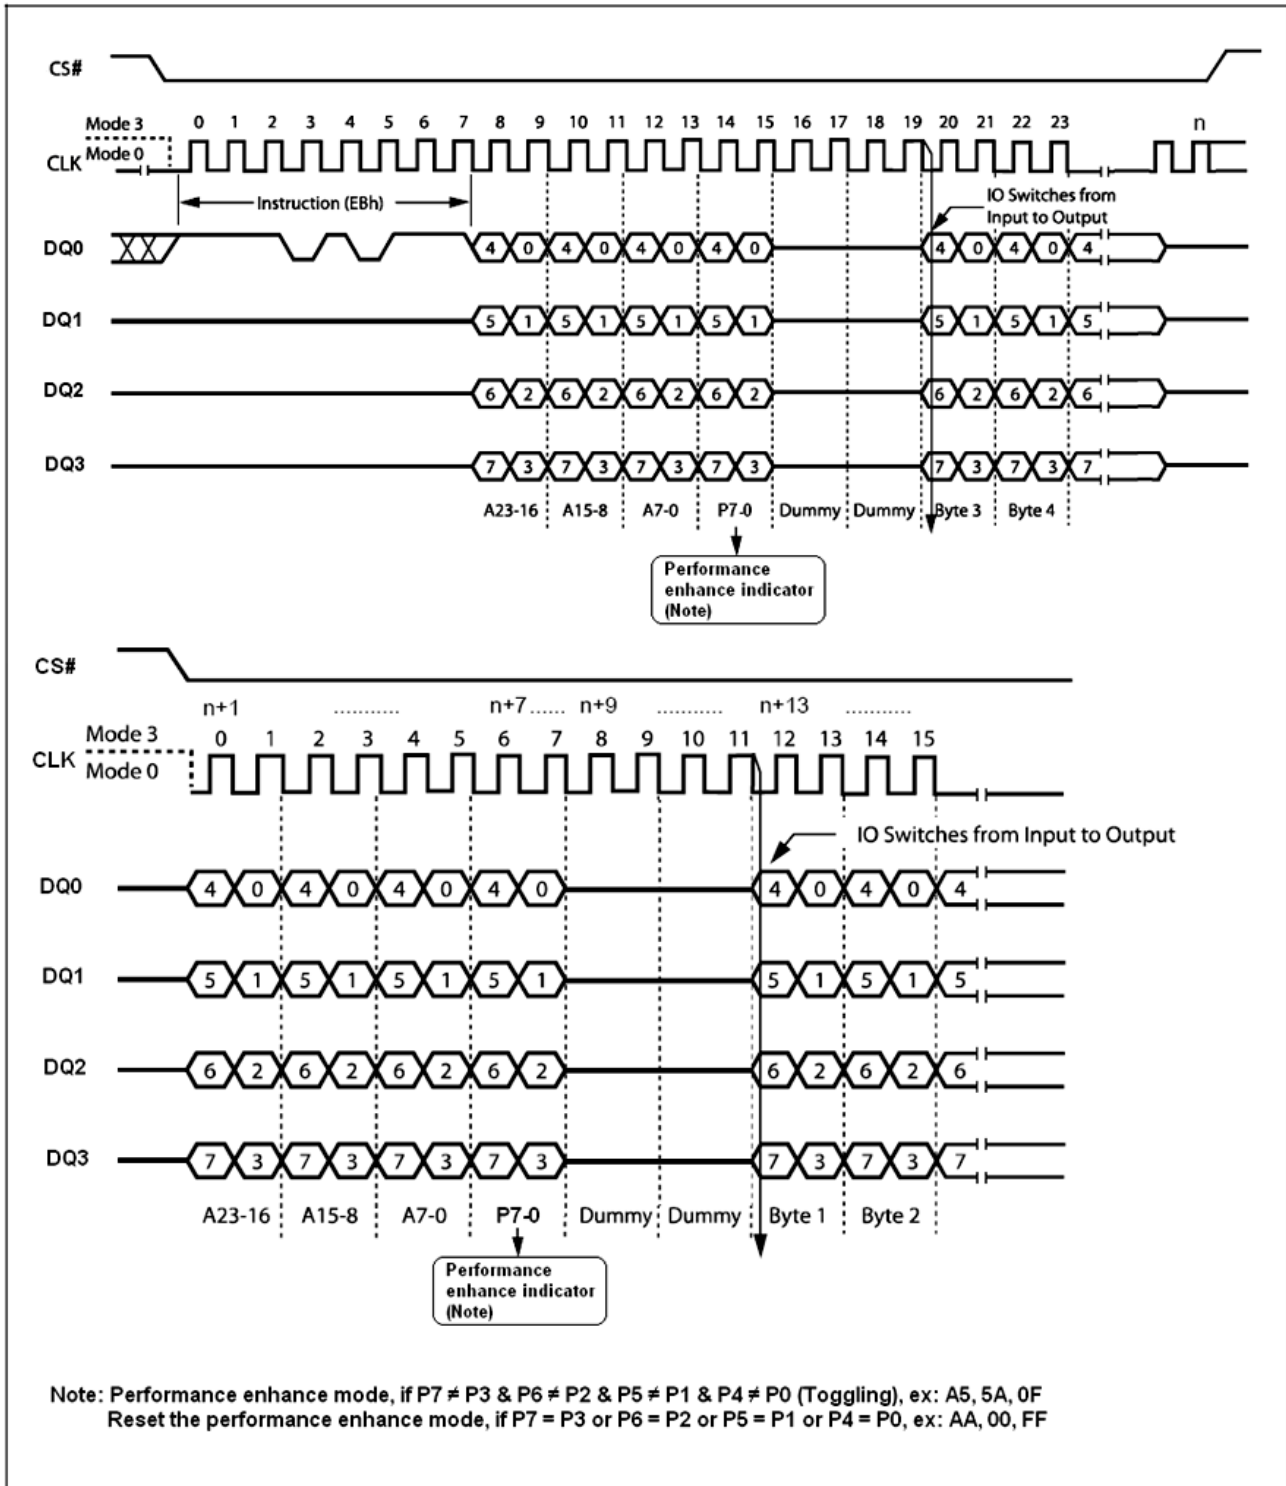 CS#
Mode 3
0 1 2 3 4 5 6 7 8 9 10 11 12 13 14 15 16 17 18 19 20 21 22 23 n
CLK
Mode 0
Instruction (EBh)
IO Switches from
Input to Output
DQ0 4 0 4 0 4 0 4 0 4 0 4 0 4
DQ1 5 1 5 1 5 1 5 1 5 1 5 1 5
DQ2 6 2 6 2 6 2 6 2 6 2 6 2 6
DQ3 7 3 7 3 7 3 7 3 7 3 7 3 7
A23-16 A15-8 A7-0 P7-0 Dummy Dummy Byte 3 Byte 4
Performance
enhance indicator
(Note)
CS#
n+1 ........... n+7 ...... n+9 ........... n+13 ...........
Mode 3
0 1 2 3 4 5 6 7 8 9 10 11 12 13 14 15
CLK
Mode 0
IO Switches from Input to Output
DQ0 4 0 4 0 4 0 4 0 4 0 4 0 4
DQ1 5 1 5 1 5 1 5 1 5 1 5 1 5
DQ2 6 2 6 2 6 2 6 2 6 2 6 2 6
DQ3 7 3 7 3 7 3 7 3 7 3 7 3 7
A23-16 A15-8 A7-0 P7-0 Dummy Dummy Byte 1 Byte 2
Performance
enhance indicator
(Note)
Note: Performance enhance mode, if P7 ≠ P3 & P6 ≠ P2 & P5 ≠ P1 & P4 ≠ P0 (Toggling), ex: A5, 5A, 0F
Reset the performance enhance mode, if P7 = P3 or P6 = P2 or P5 = P1 or P4 = P0, ex: AA, 00, FF